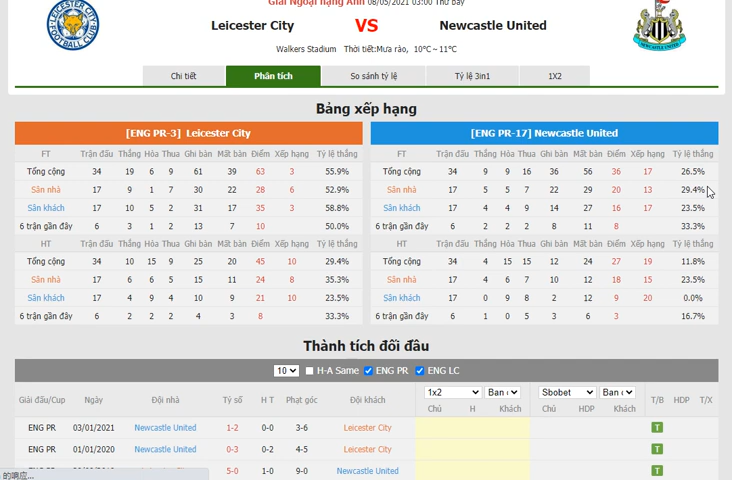 Giải Ngoại hạng Anh 08/05/2021 03:00 Thứ bảy
Leicester City VS Newcastle United
Walkers Stadium Thời tiết:Mưa rào, 10℃～11℃
Chi tiết Phân tích So sánh tỷ lệ Tỷ lệ 3in1 1X2
Bảng xếp hạng
[ENG PR-3] Leicester City
FT Trận đấu Thắng Hòa Thua Ghi bàn Mất bàn Điểm Xếp hạng Tỷ lệ thắng
Tổng cộng 34 19 6 9 61 39 63 3 55.9%
Sân nhà 17 9 1 7 30 22 28 6 52.9%
Sân khách 17 10 5 2 31 17 35 3 58.8%
6 trận gần đây 6 3 1 2 13 7 10 50.0%
HT Trận đấu Thắng Hòa Thua Ghi bàn Mất bàn Điểm Xếp hạng Tỷ lệ thắng
Tổng cộng 34 10 15 9 25 20 45 10 29.4%
Sân nhà 17 6 6 5 15 11 24 8 35.3%
Sân khách 17 4 9 4 10 9 21 10 23.5%
6 trận gần đây 6 2 2 2 4 3 8 33.3%
[ENG PR-17] Newcastle United
FT Trận đấu Thắng Hòa Thua Ghi bàn Mất bàn Điểm Xếp hạng Tỷ lệ thắng
Tổng cộng 34 9 9 16 36 56 36 17 26.5%
Sân nhà 17 5 5 7 22 29 20 13 29.4%
Sân khách 17 4 4 9 14 27 16 17 23.5%
6 trận gần đây 6 2 2 2 8 11 8 33.3%
HT Trận đấu Thắng Hòa Thua Ghi bàn Mất bàn Điểm Xếp hạng Tỷ lệ thắng
Tổng cộng 34 4 15 15 12 24 27 19 11.8%
Sân nhà 17 4 6 7 10 12 18 15 23.5%
Sân khách 17 0 9 8 2 12 9 20 0.0%
6 trận gần đây 6 1 0 5 3 6 3 16.7%
Thành tích đối đầu
10 H-A Same ENG PR ENG LC
1x2 Ban Sbobet Ban
Giải đấu/Cup Ngày Đội nhà Tỷ số H T Phạt góc Đội khách Chủ H Khách Chủ HDP Khách T/B HDP T/X
ENG PR 03/01/2021 Newcastle United 1-2 0-0 3-6 Leicester City T
ENG PR 01/01/2020 Newcastle United 0-3 0-2 4-5 Leicester City T
5-0 1-0 9-0 Newcastle United T
的响应...